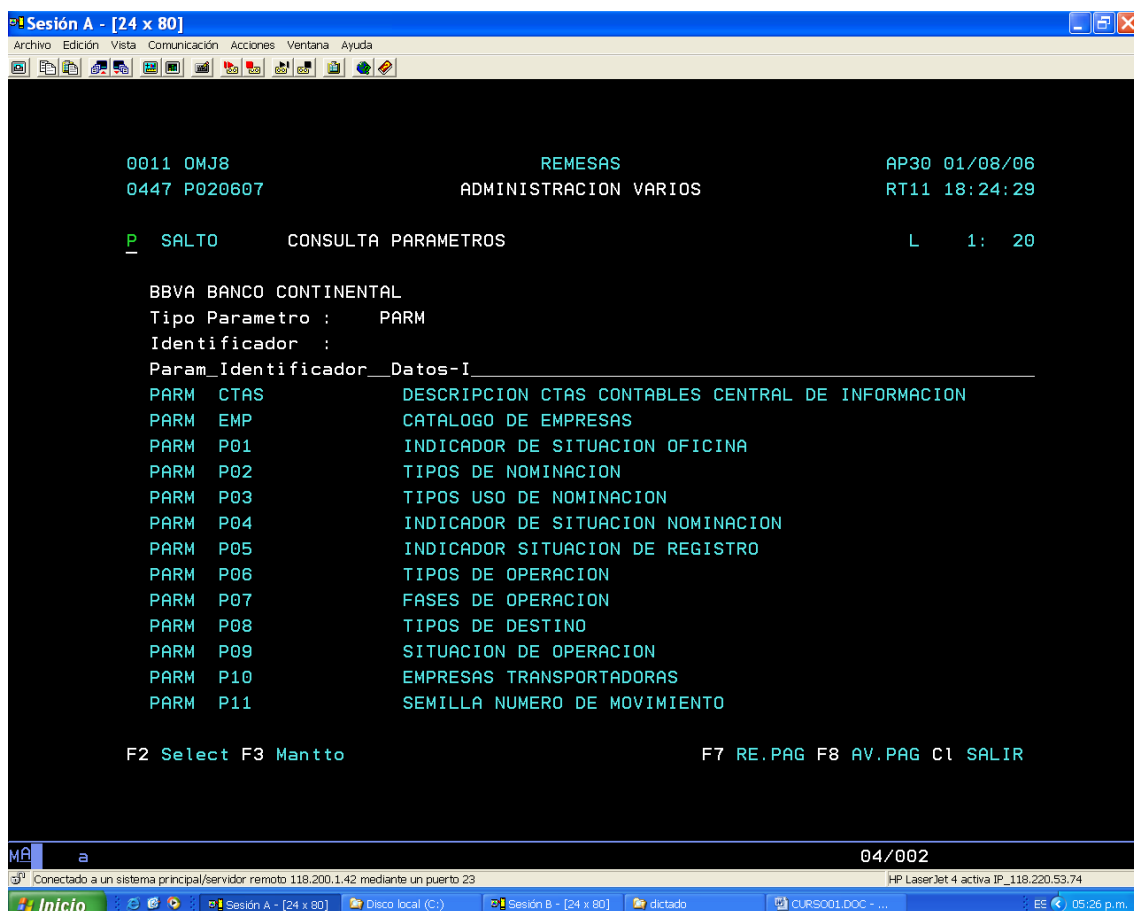 Sesión A - [24 x 80]
Archivo Edición Vista Comunicación Acciones Ventana Ayuda
0011 OMJ8 REMESAS AP30 01/08/06
0447 P020607 ADMINISTRACION VARIOS RT11 18:24:29
P SALTO CONSULTA PARAMETROS L 1: 20
BBVA BANCO CONTINENTAL
Tipo Parametro : PARM
Identificador :
Param_Identificador__Datos-I
PARM CTAS DESCRIPCION CTAS CONTABLES CENTRAL DE INFORMACION
PARM EMP CATALOGO DE EMPRESAS
PARM P01 INDICADOR DE SITUACION OFICINA
PARM P02 TIPOS DE NOMINACION
PARM P03 TIPOS USO DE NOMINACION
PARM P04 INDICADOR DE SITUACION NOMINACION
PARM P05 INDICADOR SITUACION DE REGISTRO
PARM P06 TIPOS DE OPERACION
PARM P07 FASES DE OPERACION
PARM P08 TIPOS DE DESTINO
PARM P09 SITUACION DE OPERACION
PARM P10 EMPRESAS TRANSPORTADORAS
PARM P11 SEMILLA NUMERO DE MOVIMIENTO
F2 Select F3 Mantto F7 RE.PAG F8 AV.PAG Cl SALIR
MA a 04/002
Conectado a un sistema principal/servidor remoto 118.200.1.42 mediante un puerto 23 HP LaserJet 4 activa IP_118.220.53.74
Inicio Sesión A - [24 x 80] Disco local (C:) Sesión B - [24 x 80] dictado CURSO01.DOC - ... ES 05:26 p.m.